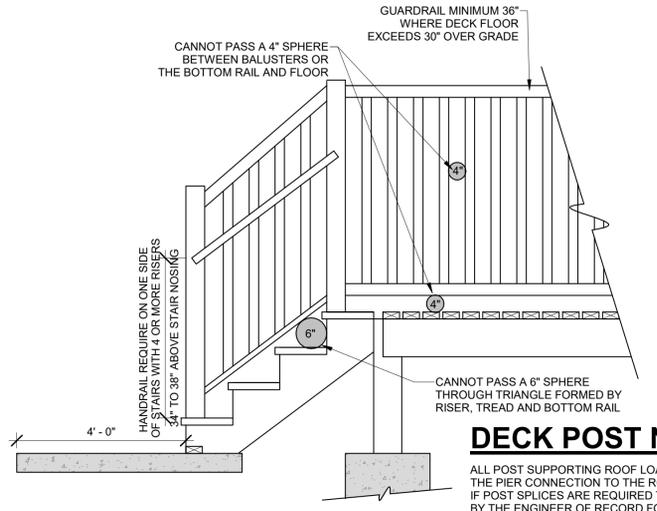 GUARDRAIL MINIMUM 36"
WHERE DECK FLOOR
EXCEEDS 30" OVER GRADE
CANNOT PASS A 4" SPHERE
BETWEEN BALUSTERS OR
THE BOTTOM RAIL AND FLOOR
4"
HANDRAIL REQUIRE ON ONE SIDE
OF STAIRS WITH 4 OR MORE RISERS
34" TO 38" ABOVE STAIR NOSING
4"
6"
CANNOT PASS A 6" SPHERE
THROUGH TRIANGLE FORMED BY
RISER, TREAD AND BOTTOM RAIL
4' - 0"
DECK POST
ALL POST SUPPORTING ROOF
THE PIER CONNECTION TO THE
IF POST SPLICES ARE REQUIRED
BY THE ENGINEER OF RECORD